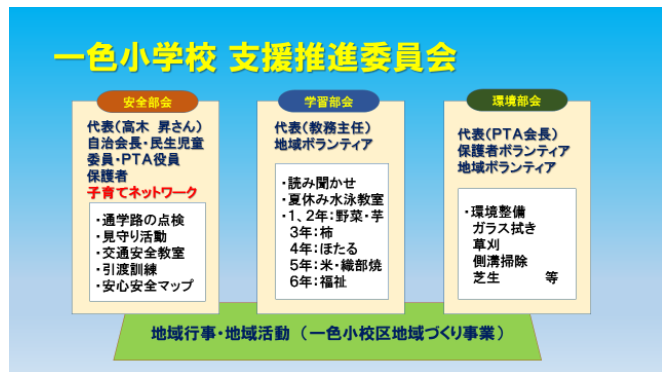 一色小学校 支援推進委員会
安全部会
代表(高木 昇さん)
自治会長・民生児童
委員・PTA役員
保護者
子育てネットワーク
・通学路の点検
・見守り活動
・交通安全教室
・引渡訓練
・安心安全マップ
学習部会
代表(教務主任)
地域ボランティア
・読み聞かせ
・夏休み水泳教室
・1、2年:野菜・芋
3年:柿
4年:ほたる
5年:米・織部焼
6年:福祉
環境部会
代表(PTA会長)
保護者ボランティア
地域ボランティア
・環境整備
ガラス拭き
草刈
側溝掃除
芝生 等
地域行事・地域活動 (一色小校区地域づくり事業)